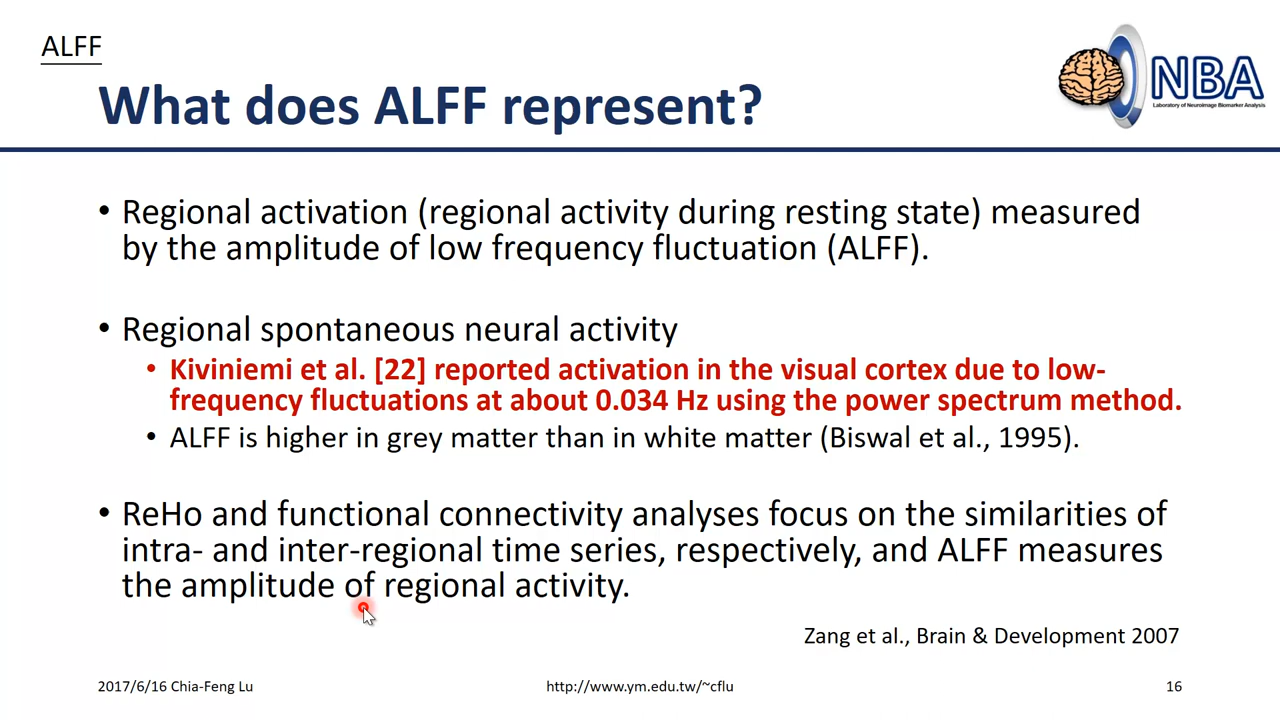 ALFF
What does ALFF represent?
NBA
Laboratory of Neuroimage Biomarker Analysis
• Regional activation (regional activity during resting state) measured
by the amplitude of low frequency fluctuation (ALFF).
• Regional spontaneous neural activity
• Kiviniemi et al. [22] reported activation in the visual cortex due to low-
frequency fluctuations at about 0.034 Hz using the power spectrum method.
• ALFF is higher in grey matter than in white matter (Biswal et al., 1995).
• ReHo and functional connectivity analyses focus on the similarities of
intra- and inter-regional time series, respectively, and ALFF measures
the amplitude of regional activity.
Zang et al., Brain & Development 2007
2017/6/16 Chia-Feng Lu
http://www.ym.edu.tw/~cflu
16